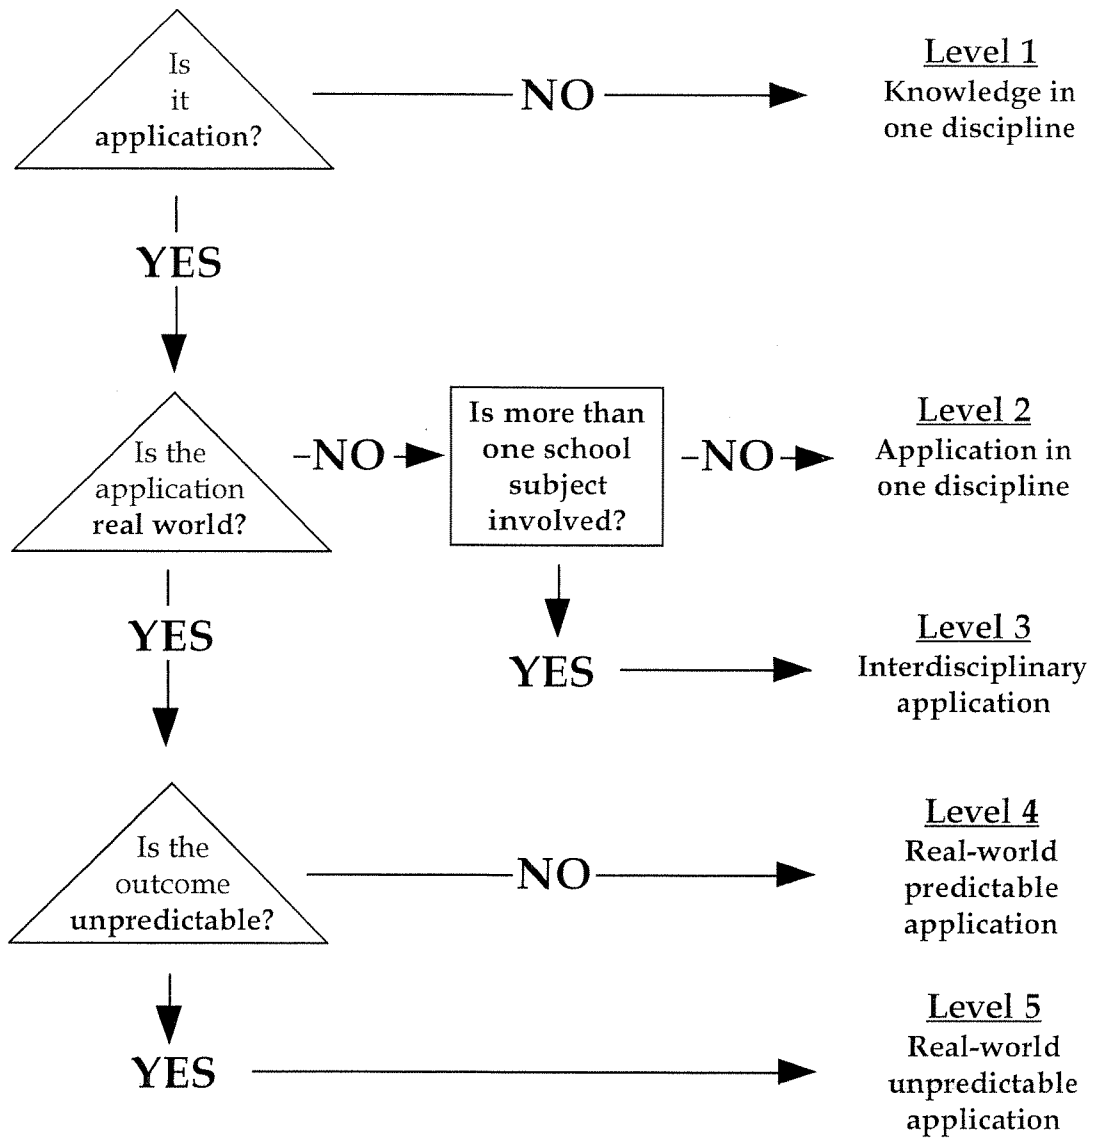 Is
it
application?
NO
Level 1
Knowledge in
one discipline
YES
Is the
application
real world?
NO
Is more than
one school
subject
involved?
NO
Level 2
Application in
one discipline
YES
YES
Level 3
Interdisciplinary
application
Is the
outcome
unpredictable?
NO
Level 4
Real-world
predictable
application
YES
Level 5
Real-world
unpredictable
application